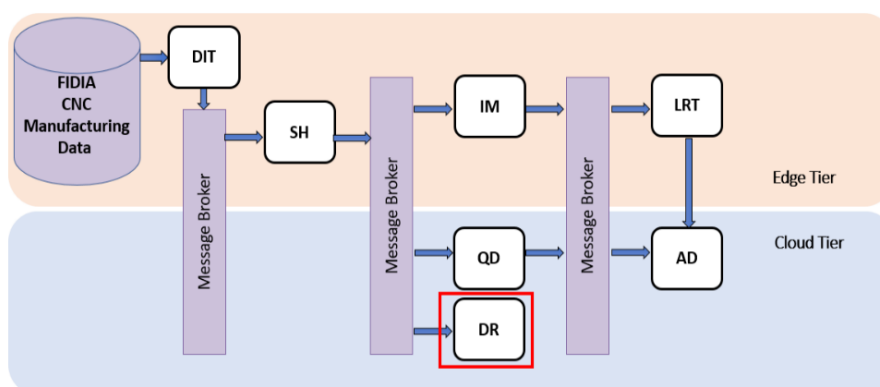 FIDIA
CNC
Manufacturing
Data
DIT
Message Broker
SH
Message Broker
IM
QD
DR
Message Broker
LRT
AD
Edge Tier
Cloud Tier